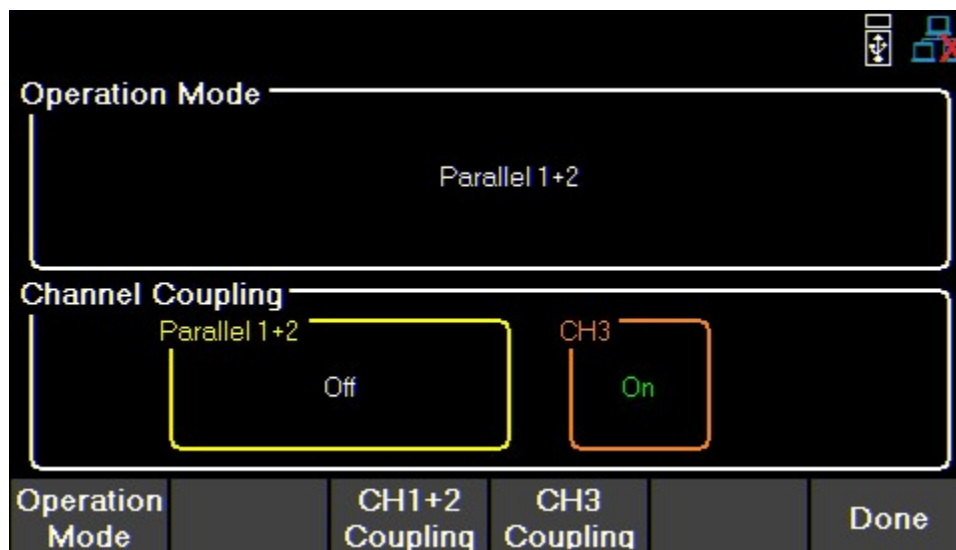 Operation Mode
Parallel 1+2
Channel Coupling
Parallel 1+2
CH3
Off
On
Operation
Mode
CH1+2
Coupling
CH3
Coupling
Done